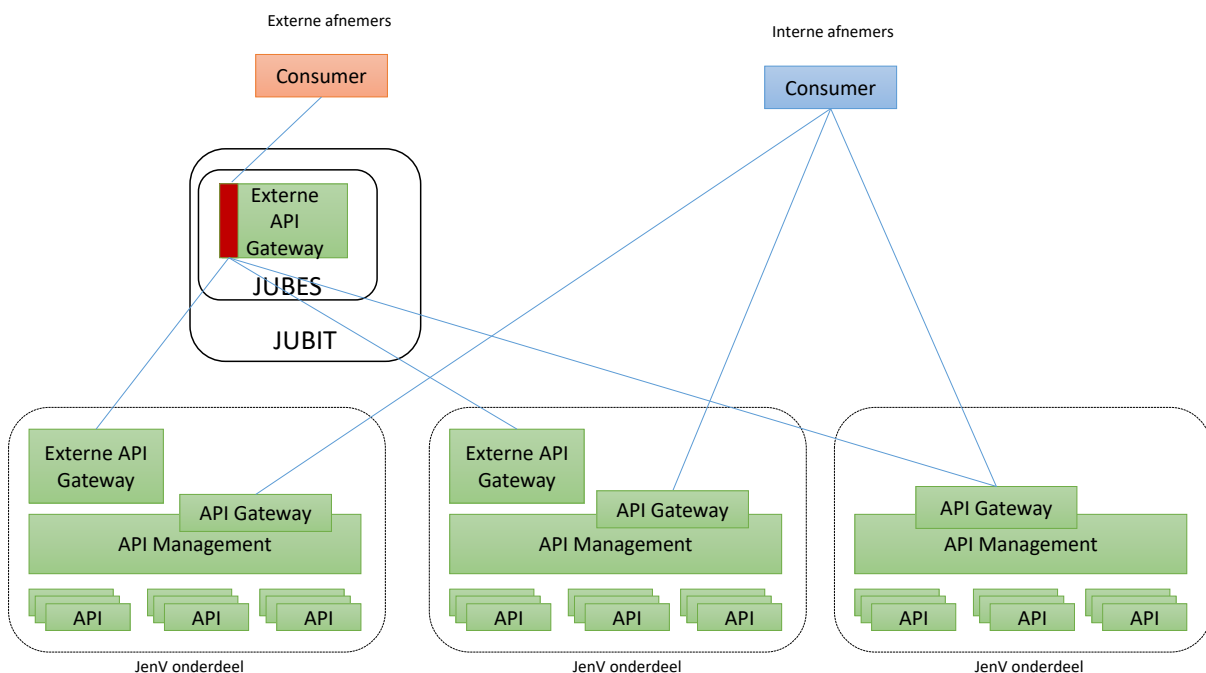 Externe afnemers
Interne afnemers
Consumer
Consumer
Externe
API
Gateway
JUBES
JUBIT
Externe API
Gateway
API Gateway
API Management
API
API
API
JenV onderdeel
Externe API
Gateway
API Gateway
API Management
API
API
API
JenV onderdeel
API Gateway
API Management
API
API
API
JenV onderdeel